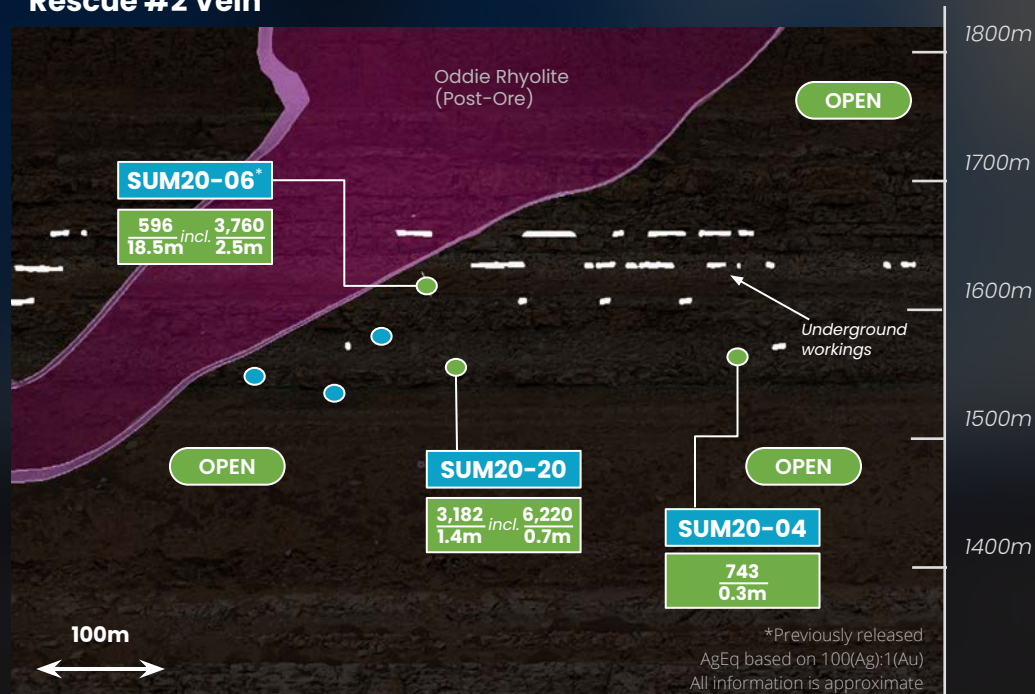 Rescue #2 Vein
1800m
Oddie Rhyolite
(Post-Ore)
OPEN
1700m
SUM20-06*
596 incl. 3,760
18.5m 2.5m
1600m
Underground
workings
1500m
OPEN
SUM20-20
3,182 incl. 6,220
1.4m 0.7m
OPEN
SUM20-04
743
0.3m
1400m
100m
*Previously released
AgEq based on 100(Ag):1(Au)
All information is approximate